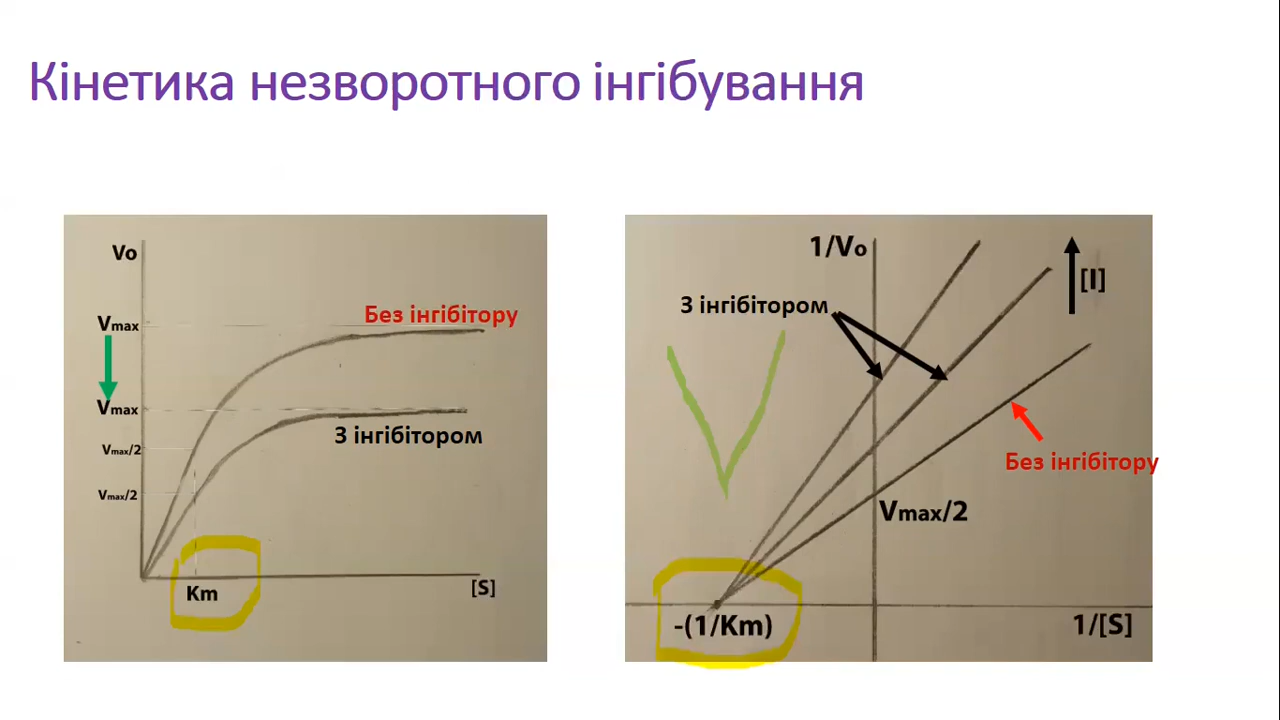 Кінетика незворотного інгібування
Vo
Vmax
Без інгібітору
Vmax
З інгібітором
Vmax/2
Vmax/2
Km
[S]
1/Vo
[I]
З інгібітором
Без інгібітору
Vmax/2
-(1/Km)
1/[S]